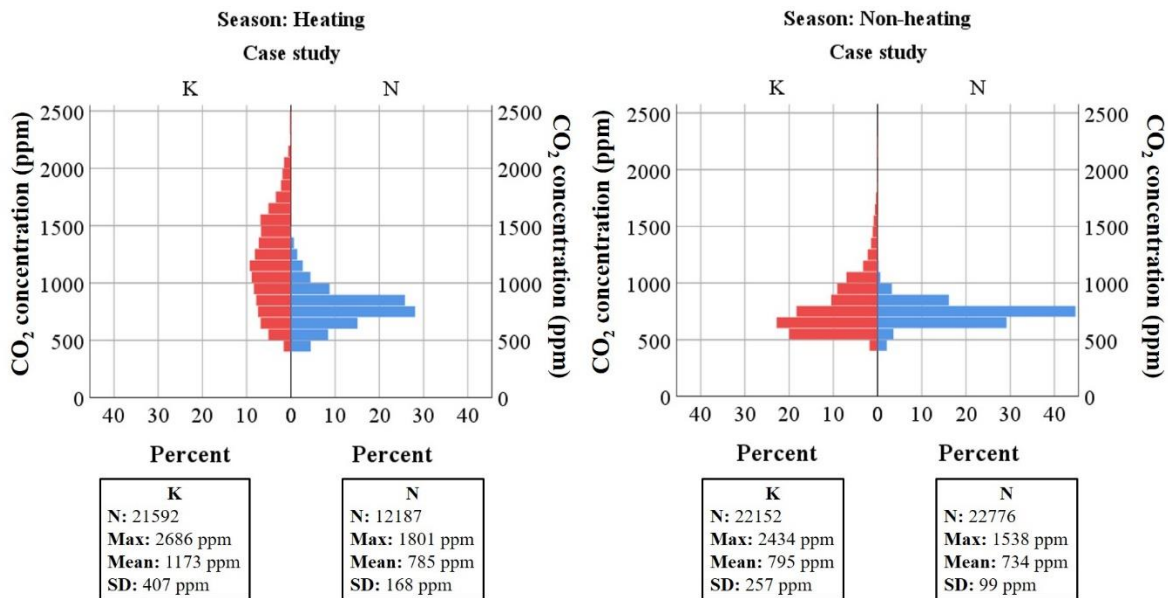 Season: Heating
Case study
K N
CO₂ concentration (ppm)
2500
2000
1500
1000
500
0
2500
2000
1500
1000
500
0
CO₂ concentration (ppm)
40 30 20 10 0 10 20 30 40
Percent Percent
K
N: 21592
Max: 2686 ppm
Mean: 1173 ppm
SD: 407 ppm
N
N: 12187
Max: 1801 ppm
Mean: 785 ppm
SD: 168 ppm
Season: Non-heating
Case study
K N
CO₂ concentration (ppm)
2500
2000
1500
1000
500
0
2500
2000
1500
1000
500
0
CO₂ concentration (ppm)
40 30 20 10 0 10 20 30 40
Percent Percent
K
N: 22152
Max: 2434 ppm
Mean: 795 ppm
SD: 257 ppm
N
N: 22776
Max: 1538 ppm
Mean: 734 ppm
SD: 99 ppm